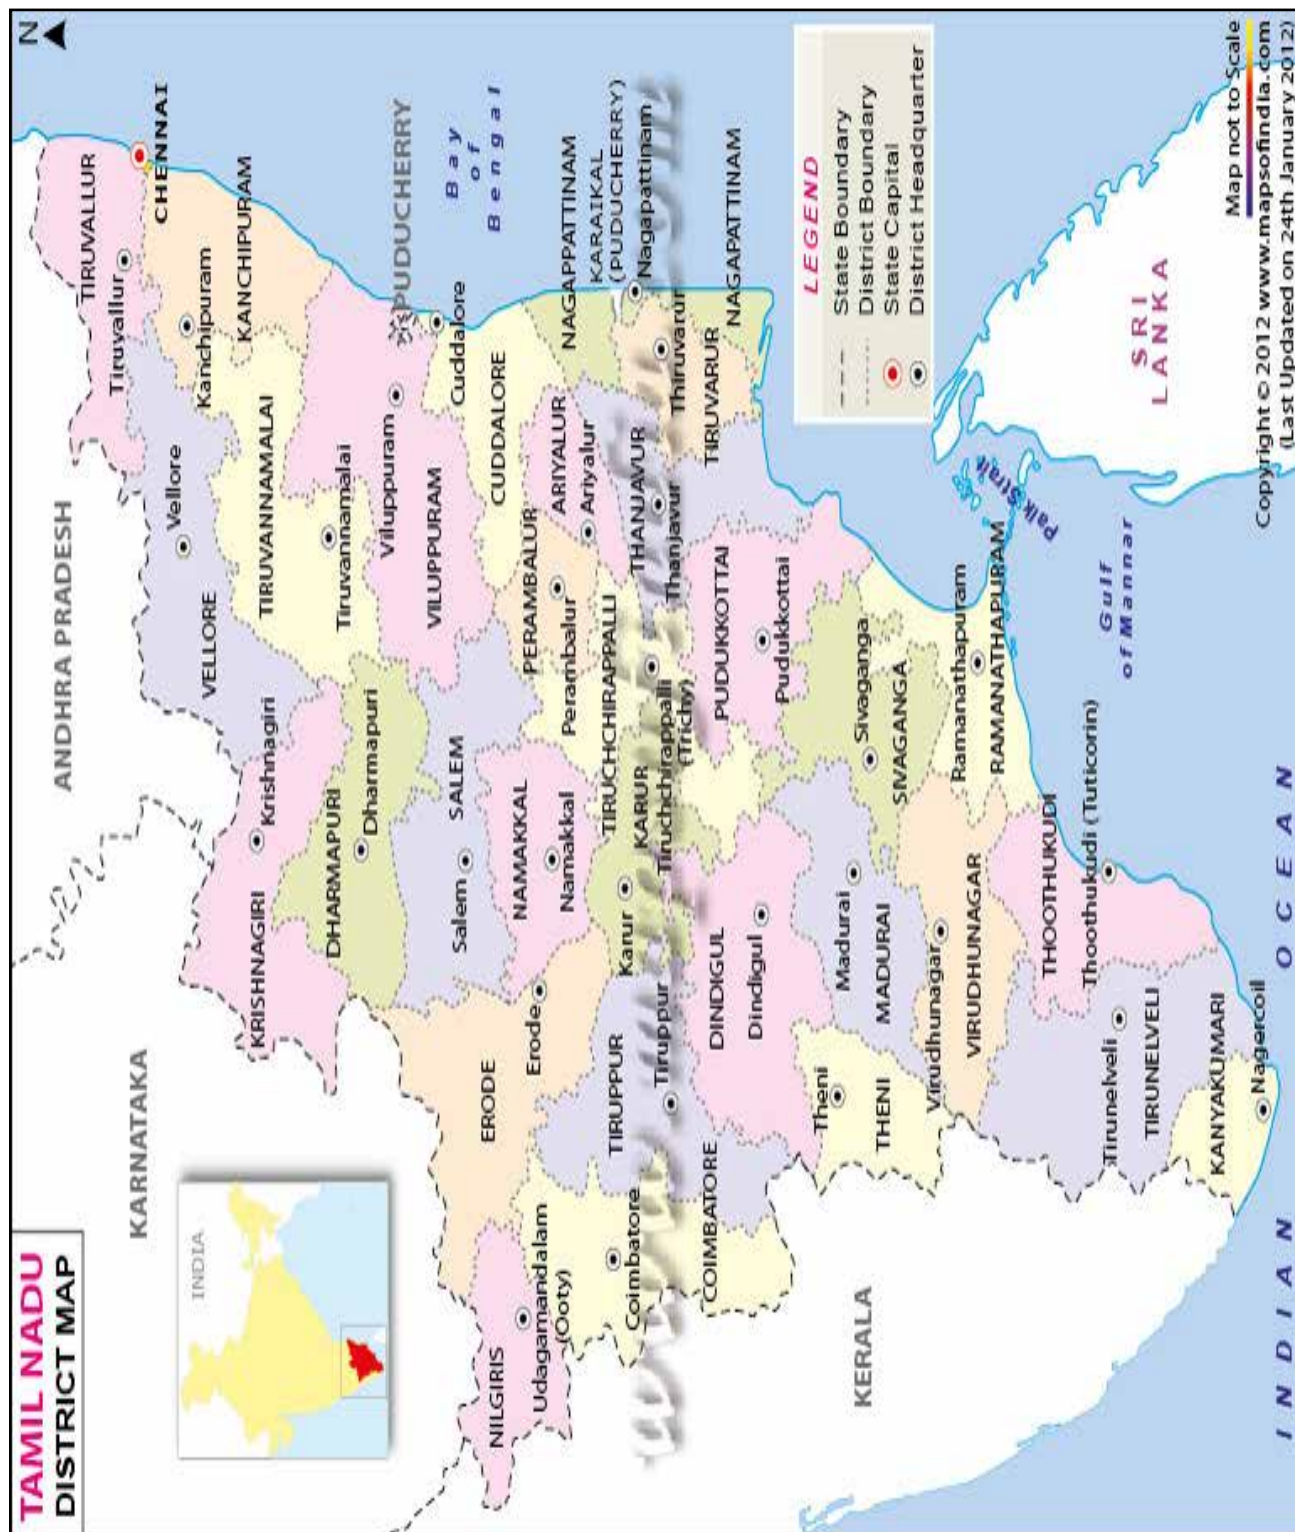 TAMIL NADU
DISTRICT MAP
N
INDIA
KARNATAKA
ANDHRA PRADESH
TIRUVALLUR
Tiruvallur
CHENNAI
Kanchipuram
KANCHIPURAM
Vellore
VELLORE
TIRUVANNAMALAI
Tiruvannamalai
Krishnagiri
KRISHNAGIRI
DHARMAPURI
Dharmapuri
Viluppuram
VILUPPURAM
PUDUCHERRY
Bay
of
Bengal
Cuddalore
CUDDALORE
SALEM
Salem
NAMAKKAL
Namakkal
ERODE
Erode
NILGIRIS
Udagamandalam
(Ooty)
PERAMBALUR
Perambalur
ARIYALUR
Ariyalur
NAGAPPATTINAM
KARAIKAL
(PUDUCHERRY)
Nagapattinam
TIRUCHCHIRAPPALLI
Tiruchchirappalli
(Trichy)
KARUR
Karur
TIRUPPUR
Tiruppur
Coimbatore
COIMBATORE
THANJAVUR
Thanjavur
Thiruvarur
TIRUVARUR
NAGAPATTINAM
PUDUKKOTTAI
Pudukkottai
DINDIGUL
Dindigul
Theni
THENI
Madurai
MADURAI
Sivaganga
SIVAGANGA
Virudhunagar
VIRUDHUNAGAR
Ramanathapuram
RAMANATHAPURAM
THOOTHUKUDI
Thoothukudi (Tuticorin)
Tirunelveli
TIRUNELVELI
KANYAKUMARI
Nagercoil
KERALA
LEGEND
State Boundary
District Boundary
State Capital
District Headquarter
Palk Strait
Gulf
of Mannar
SRI
LANKA
INDIAN OCEAN
Map not to Scale
Copyright © 2012 www.mapsofindia.com
(Last Updated on 24th January 2012)